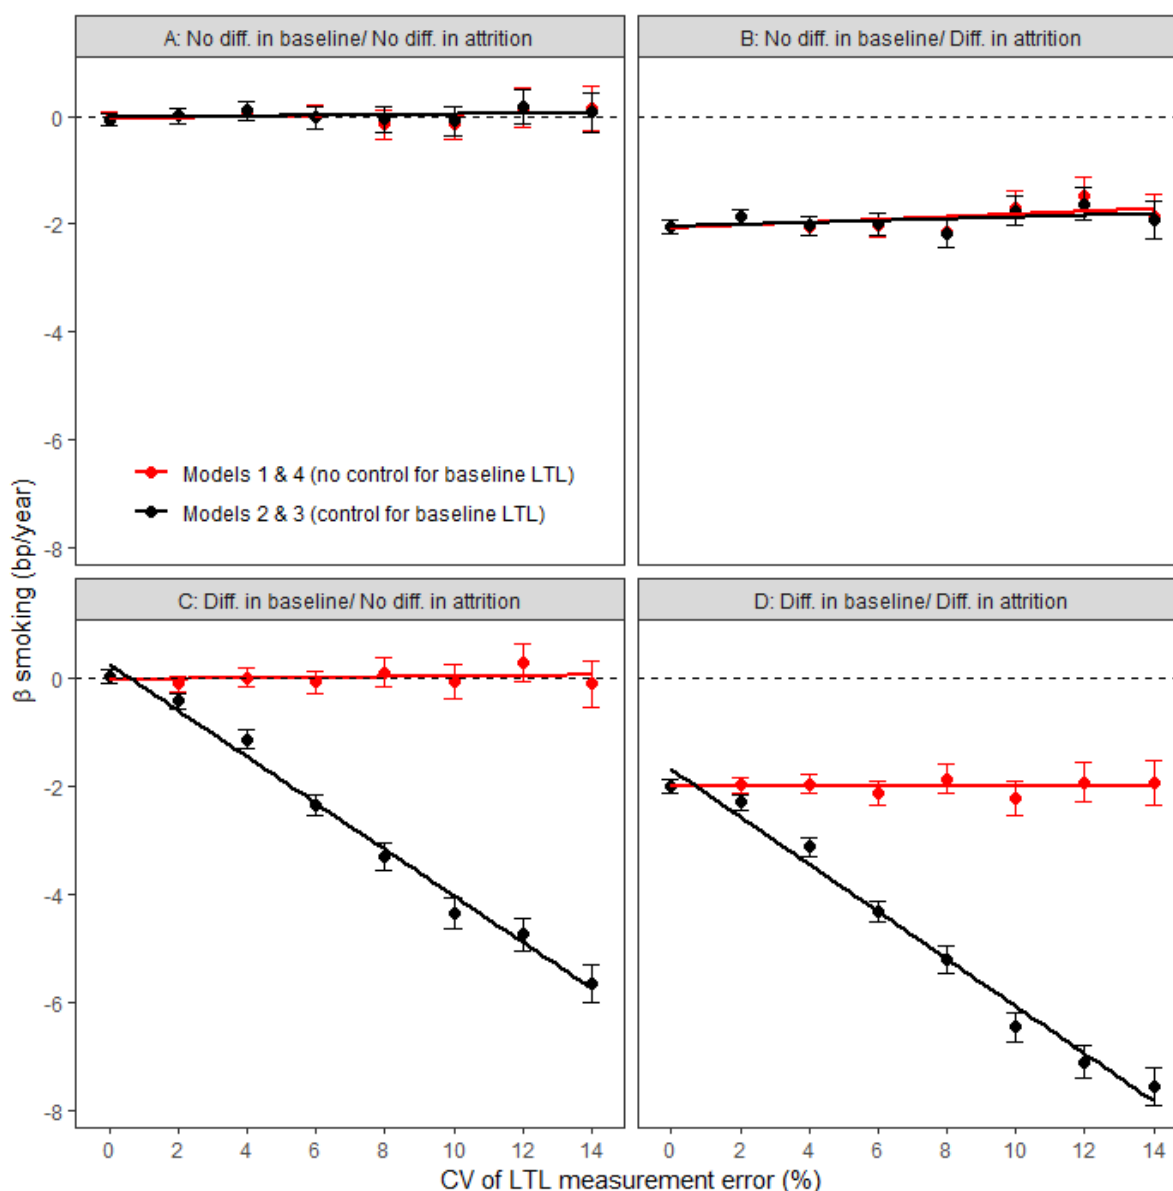 A: No diff. in baseline/ No diff. in attrition
B: No diff. in baseline/ Diff. in attrition
0
-2
-4
-6
-8
Models 1 & 4 (no control for baseline LTL)
Models 2 & 3 (control for baseline LTL)
β smoking (bp/year)
C: Diff. in baseline/ No diff. in attrition
D: Diff. in baseline/ Diff. in attrition
0
-2
-4
-6
-8
0 2 4 6 8 10 12 14
0 2 4 6 8 10 12 14
CV of LTL measurement error (%)